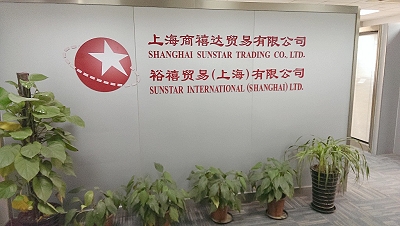 上海商禧达贸易有限公司
SHANGHAI SUNSTAR TRADING CO., LTD.
裕禧贸易(上海)有限公司
SUNSTAR INTERNATIONAL (SHANGHAI) LTD.